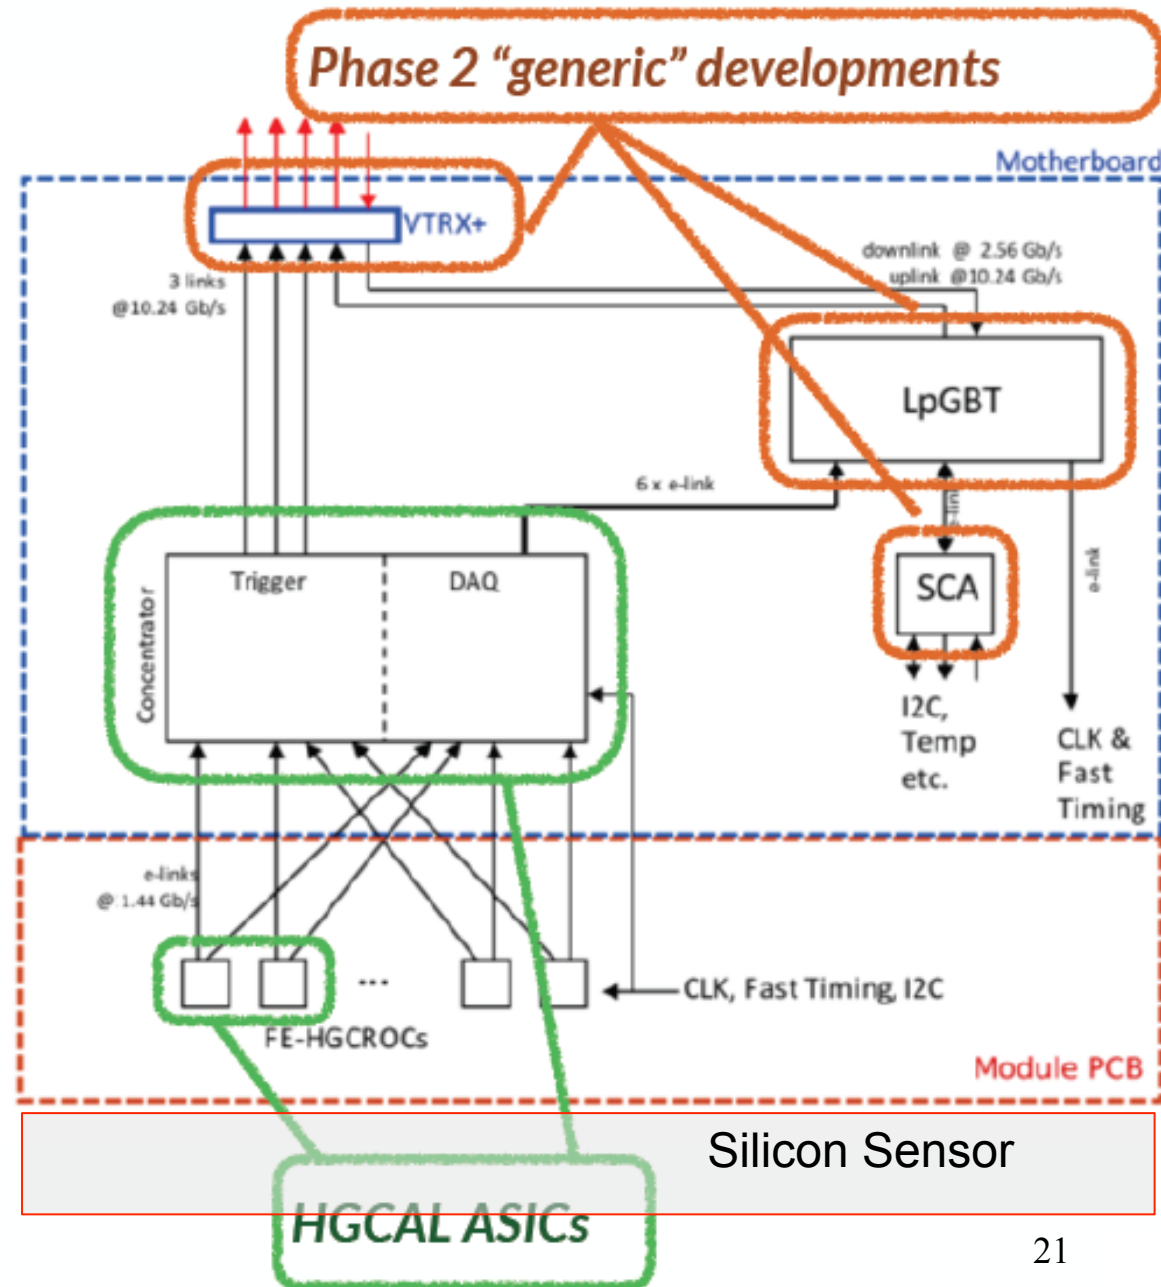 Phase 2 “generic” developments
Motherboard
VTRX+
downlink @ 2.56 Gb/s
uplink @10.24 Gb/s
3 links
@10.24 Gb/s
LpGBT
6 x e-link
e-link
e-link
Trigger
DAQ
Concentrator
SCA
I2C,
Temp
etc.
CLK &
Fast
Timing
e-links
@ 1.44 Gb/s
---
CLK, Fast Timing, I2C
FE-HGCROCs
Module PCB
Silicon Sensor
HGCAL ASICs
21